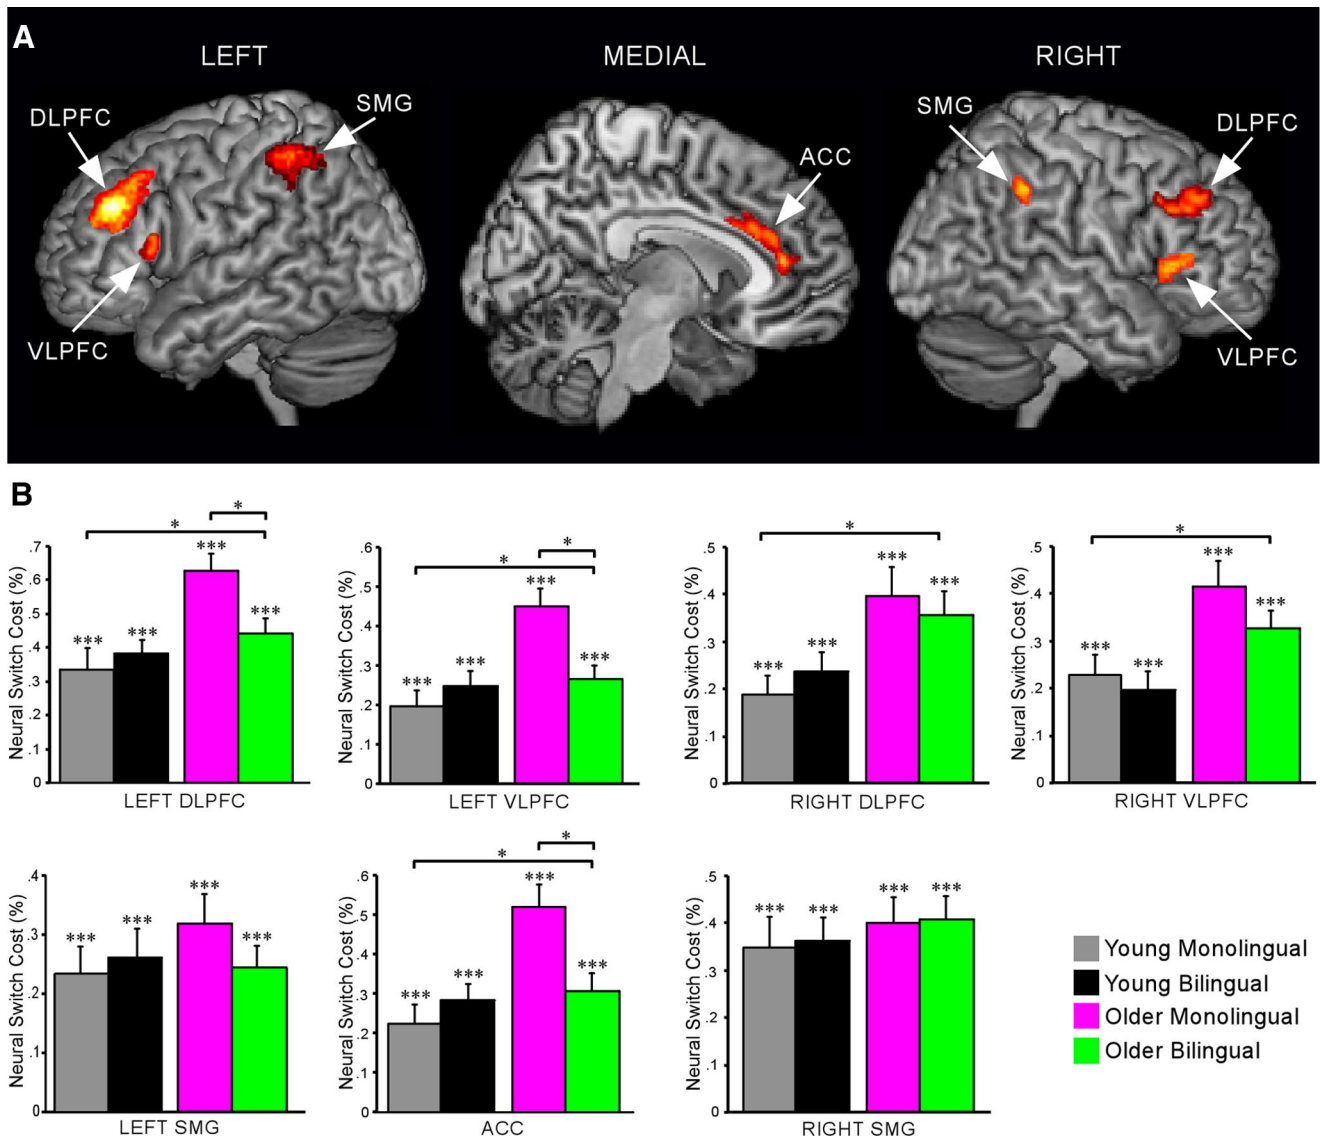 A
LEFT
MEDIAL
RIGHT
DLPFC
SMG
VLPFC
ACC
SMG
DLPFC
VLPFC
B
*
*
Neural Switch Cost (%)
.7
.6
.5
.4
.3
.2
.1
0
***
***
***
***
LEFT DLPFC
*
*
Neural Switch Cost (%)
.6
.5
.4
.3
.2
.1
0
***
***
***
***
LEFT VLPFC
*
Neural Switch Cost (%)
.5
.4
.3
.2
.1
0
***
***
***
***
RIGHT DLPFC
*
Neural Switch Cost (%)
.5
.4
.3
.2
.1
0
***
***
***
***
RIGHT VLPFC
Neural Switch Cost (%)
.4
.3
.2
.1
0
***
***
***
***
LEFT SMG
*
*
Neural Switch Cost (%)
.6
.5
.4
.3
.2
.1
0
***
***
***
***
ACC
Neural Switch Cost (%)
.5
.4
.3
.2
.1
0
***
***
***
***
RIGHT SMG
Young Monolingual
Young Bilingual
Older Monolingual
Older Bilingual